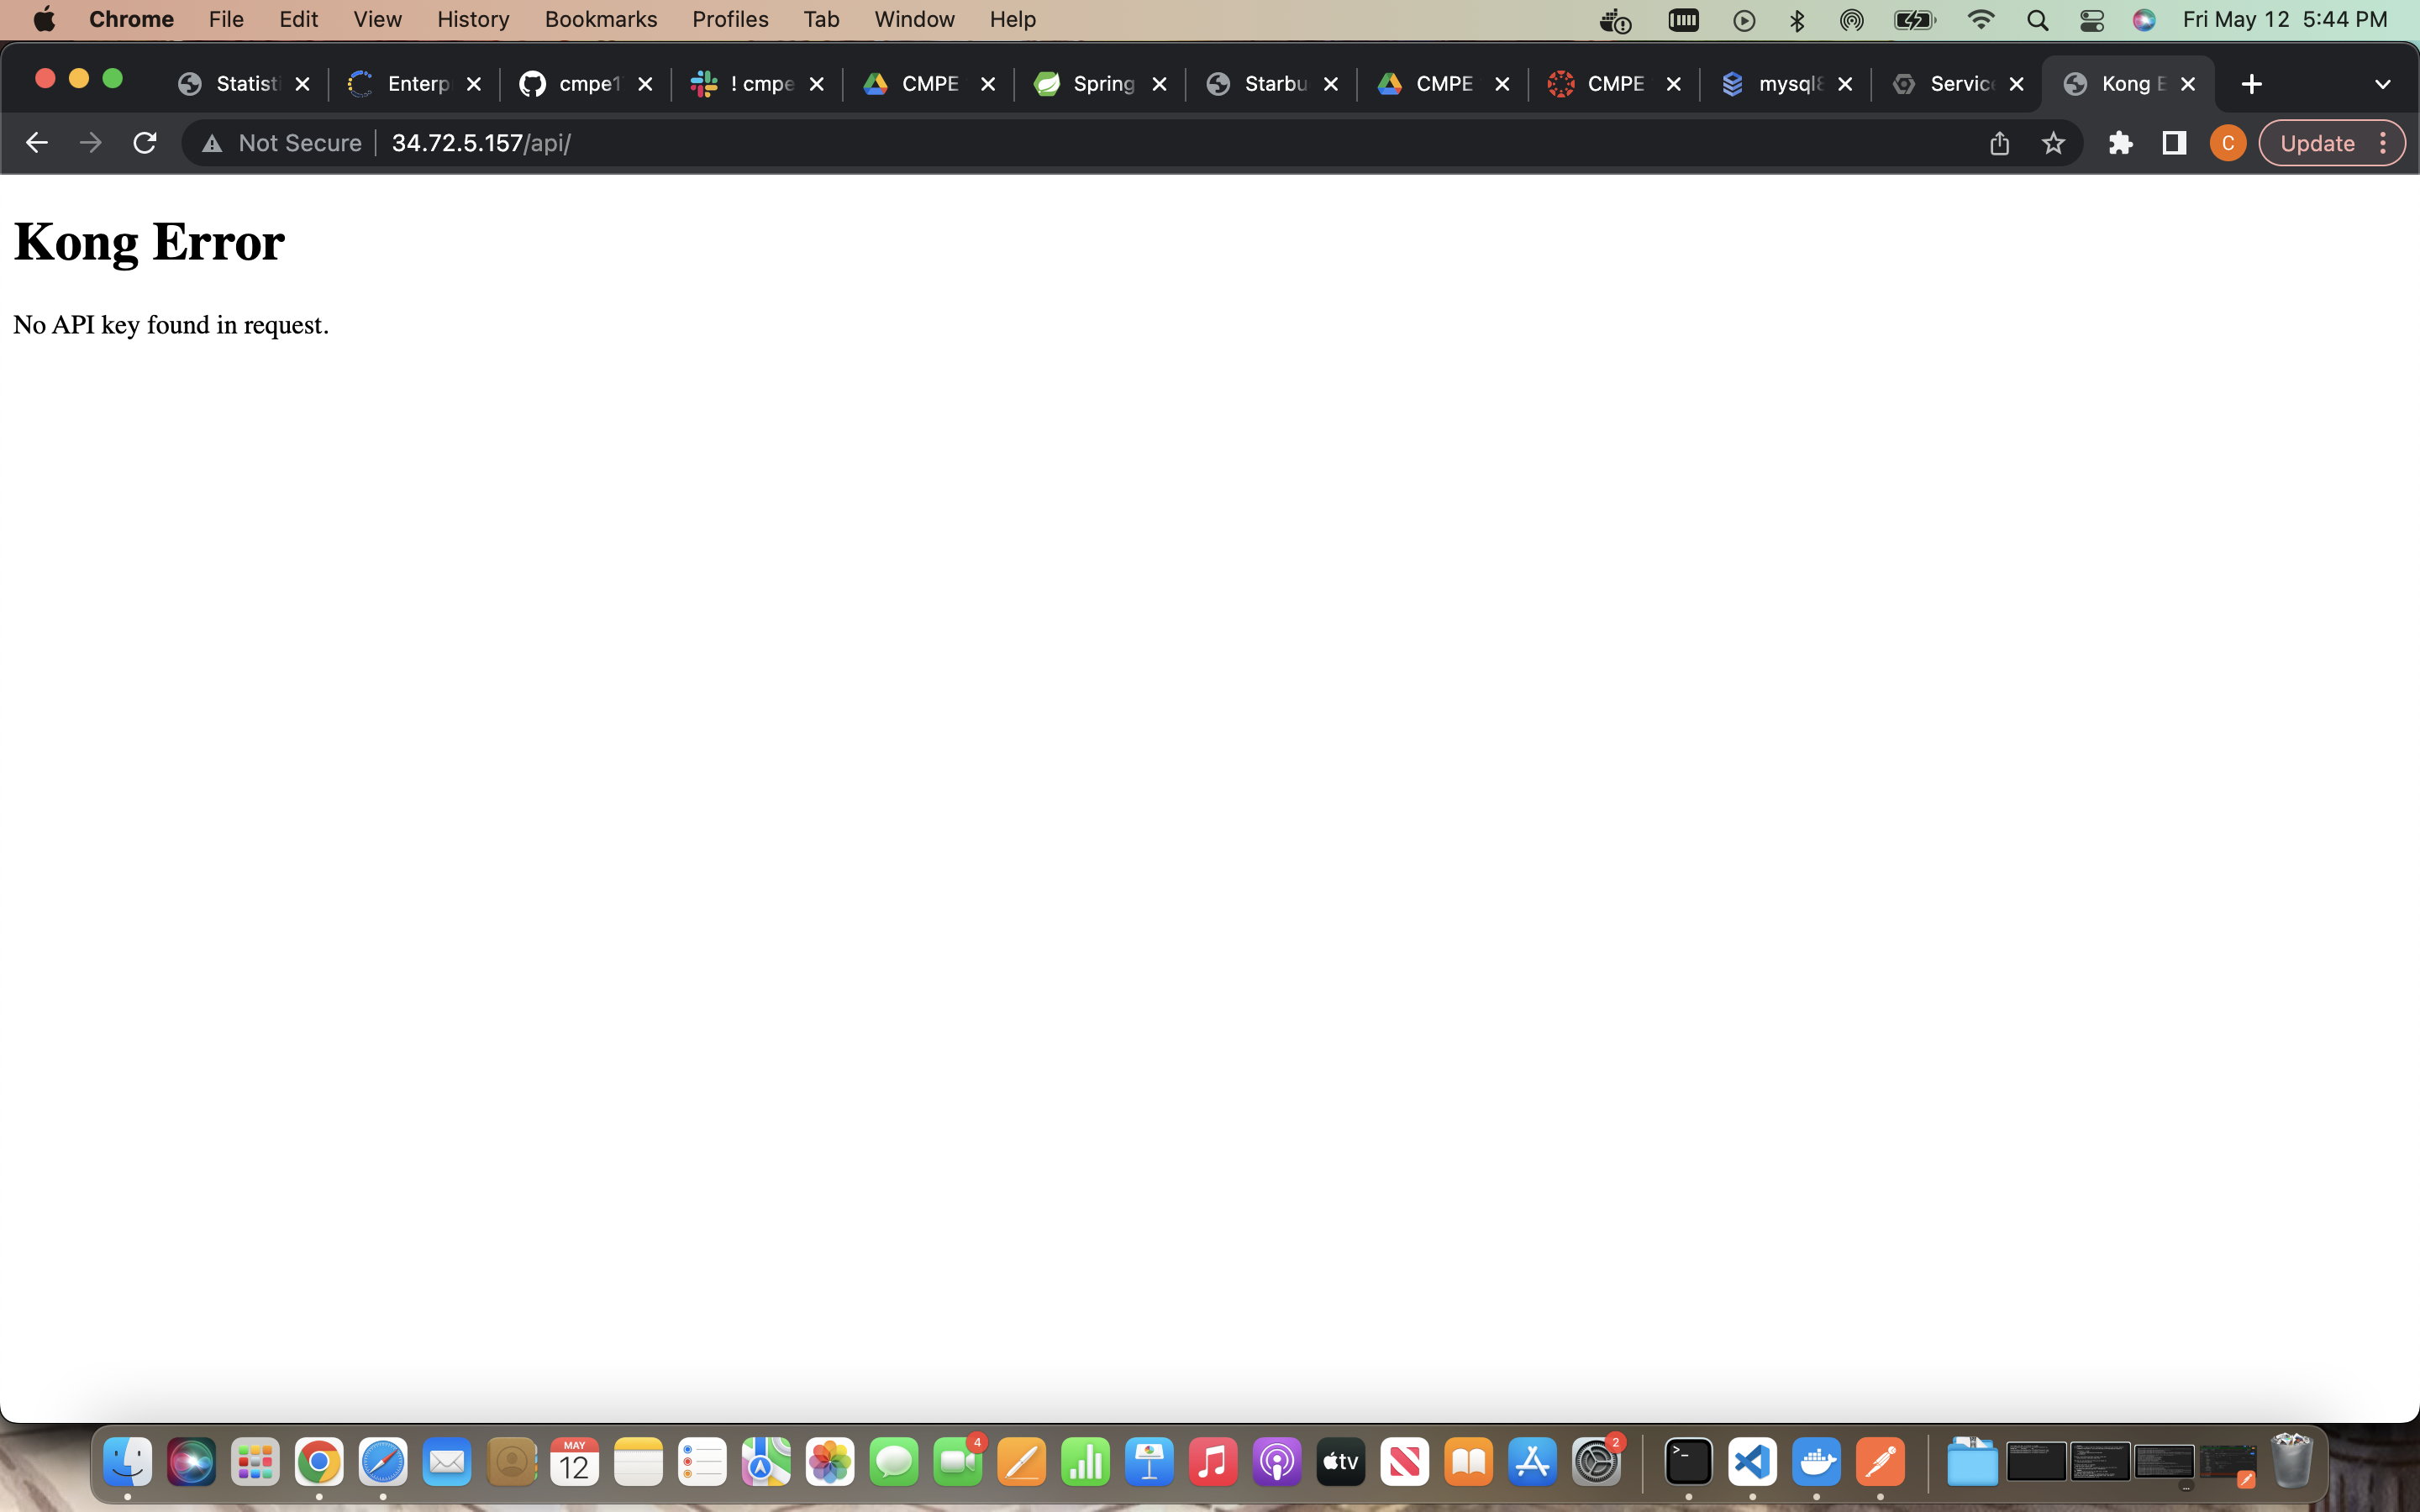 Chrome File Edit View History Bookmarks Profiles Tab Window Help Fri May 12 5:44 PM
Statisti Enterp cmpe1 ! cmpe CMPE Spring Starbu CMPE CMPE mysql8 Service Kong E
Not Secure 34.72.5.157/api/ C Update
Kong Error
No API key found in request.
MAY
12
4
tv
2
>_